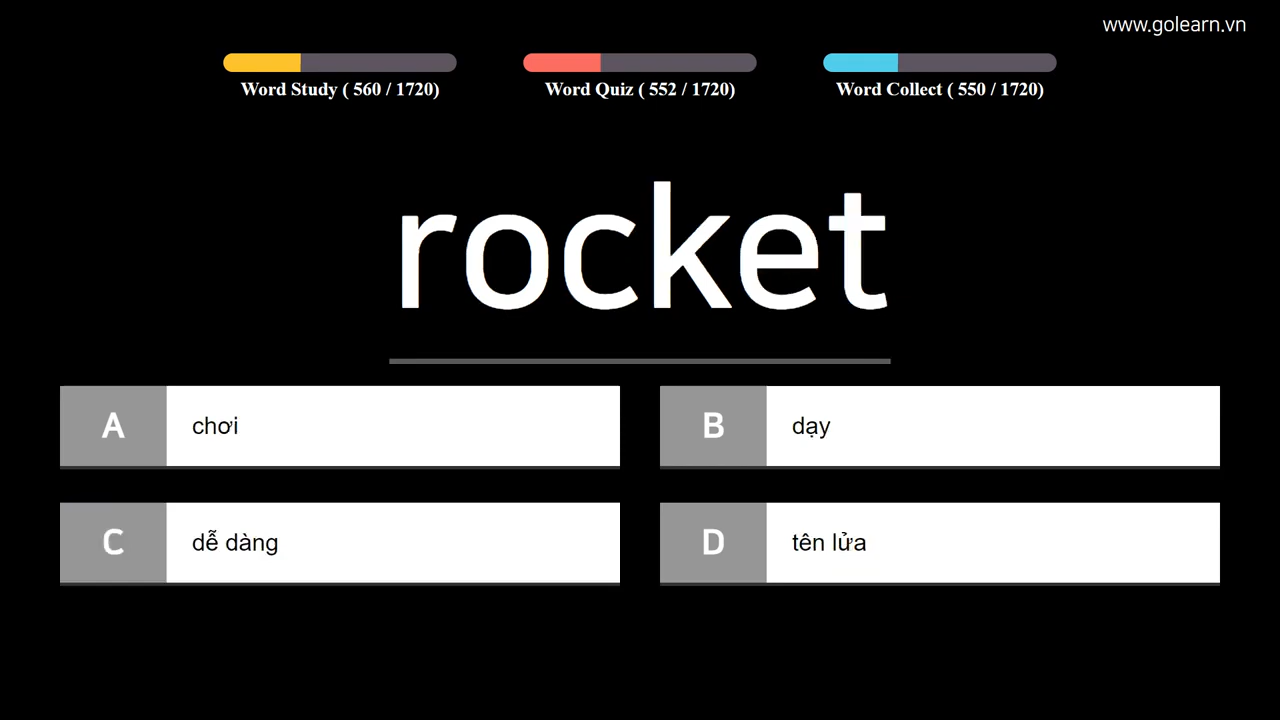 www.golearn.vn
Word Study ( 560 / 1720)
Word Quiz ( 552 / 1720)
Word Collect ( 550 / 1720)
rocket
A chơi
B dạy
C dễ dàng
D tên lửa